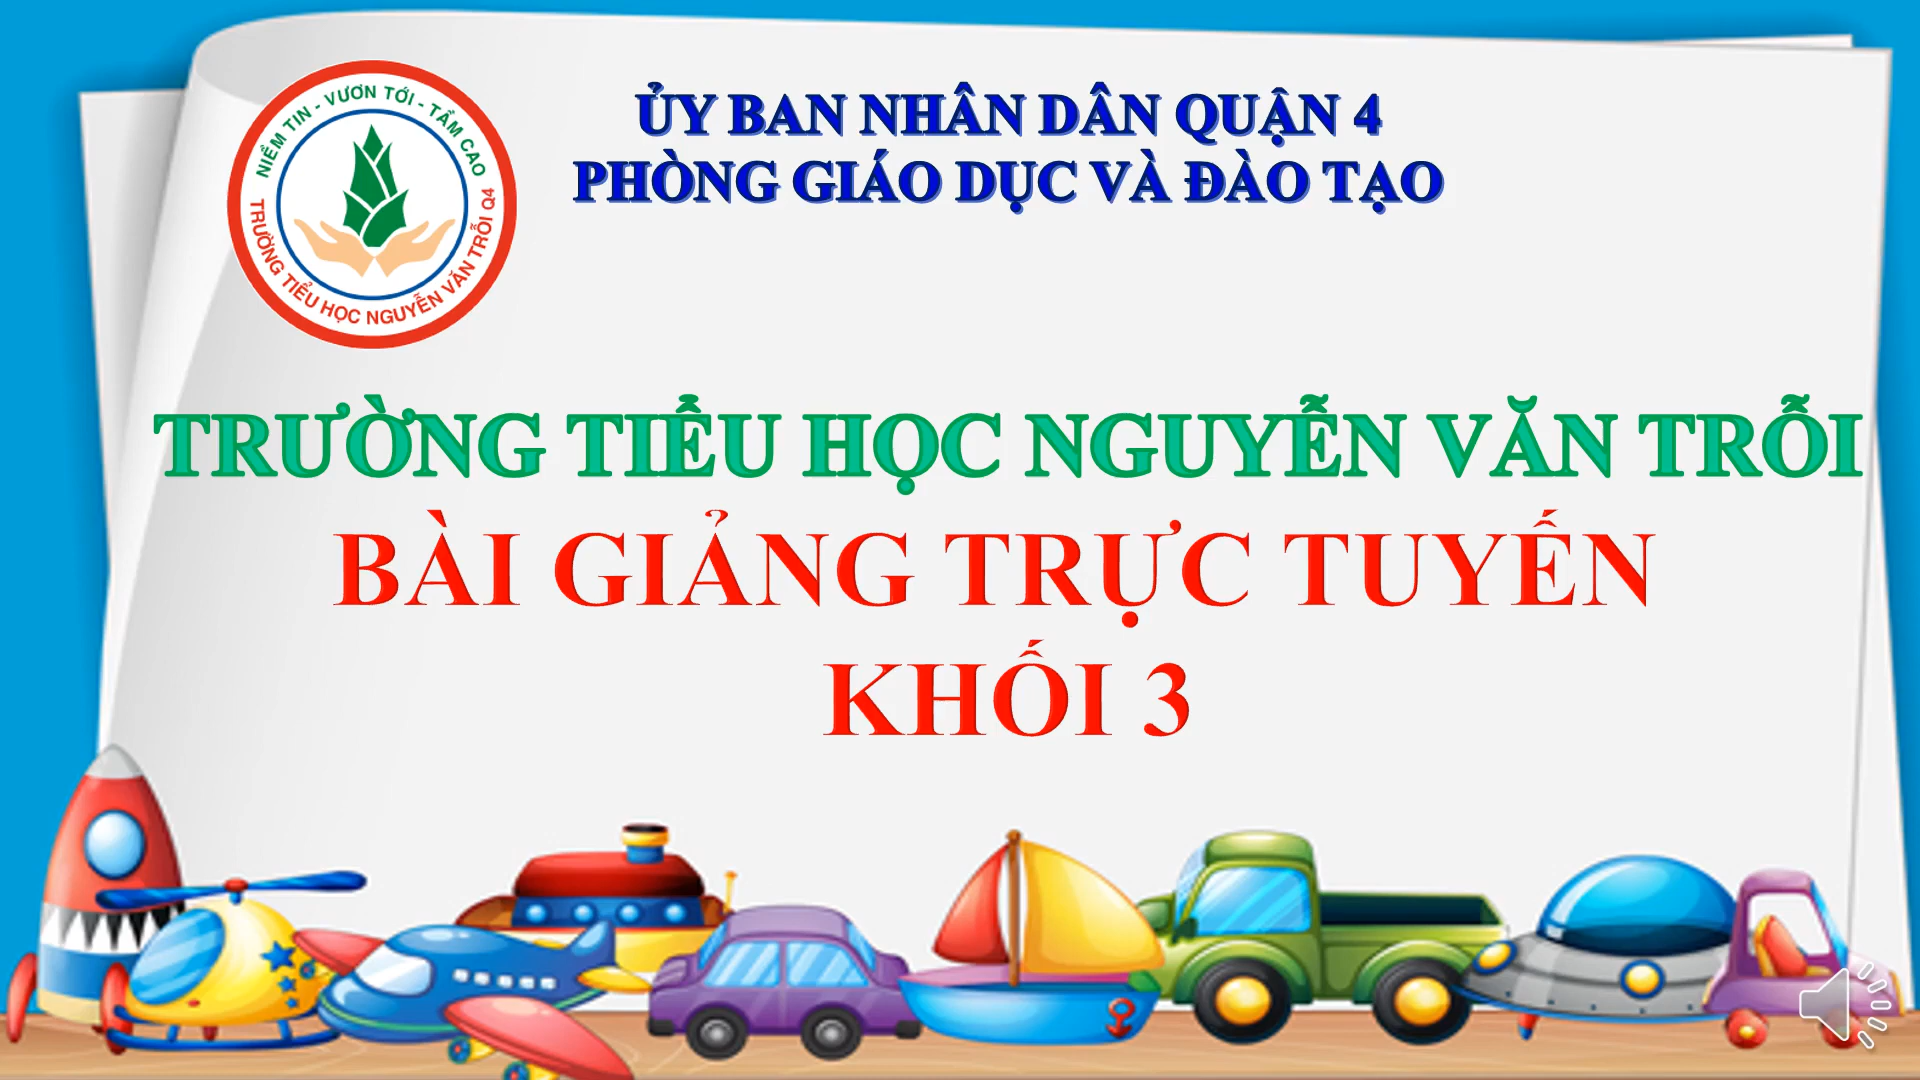 NIỀM TIN - VƯƠN TỚI - TẦM CAO
TRƯỜNG TIỂU HỌC NGUYỄN VĂN TRỖI Q4
ỦY BAN NHÂN DÂN QUẬN 4
PHÒNG GIÁO DỤC VÀ ĐÀO TẠO
TRƯỜNG TIỂU HỌC NGUYỄN VĂN TRỖI
BÀI GIẢNG TRỰC TUYẾN
KHỐI 3